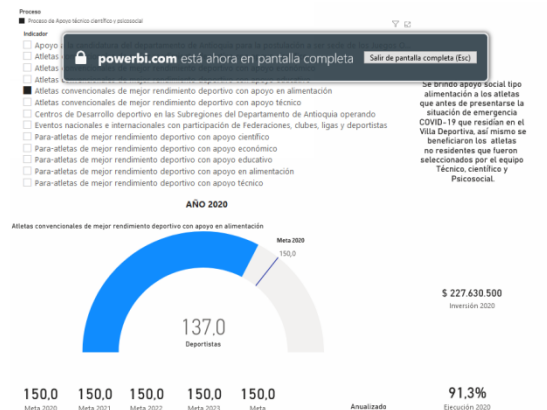 Proceso
Proceso de Apoyo técnico científico y psicosocial
Indicador
Apoyo
Atletas
powerbi.com está ahora en pantalla completa
Salir de pantalla completa (Esc)
Atletas
Atletas
Atletas convencionales de mejor rendimiento deportivo con apoyo en alimentación
Atletas convencionales de mejor rendimiento deportivo con apoyo técnico
Centros de Desarrollo deportivo en las Subregiones del Departamento de Antioquia operando
Eventos nacionales e internacionales con participación de Federaciones, clubes, ligas y deportistas
Para-atletas de mejor rendimiento deportivo con apoyo científico
Para-atletas de mejor rendimiento deportivo con apoyo económico
Para-atletas de mejor rendimiento deportivo con apoyo educativo
Para-atletas de mejor rendimiento deportivo con apoyo en alimentación
Para-atletas de mejor rendimiento deportivo con apoyo técnico
Se brindó apoyo social tipo
alimentación a los atletas
que antes de presentarse la
situación de emergencia
COVID-19 que residían en el
Villa Deportiva, así mismo se
beneficiaron los atletas
no residentes que fueron
seleccionados por el equipo
Técnico, científico y
Psicosocial.
AÑO 2020
Atletas convencionales de mejor rendimiento deportivo con apoyo en alimentación
Meta 2020
150,0
137,0
Deportistas
$ 227.630.500
Inversión 2020
150,0 150,0 150,0 150,0 150,0
Meta 2020 Meta 2021 Meta 2022 Meta 2023 Meta
Anualizado
91,3%
Ejecución 2020